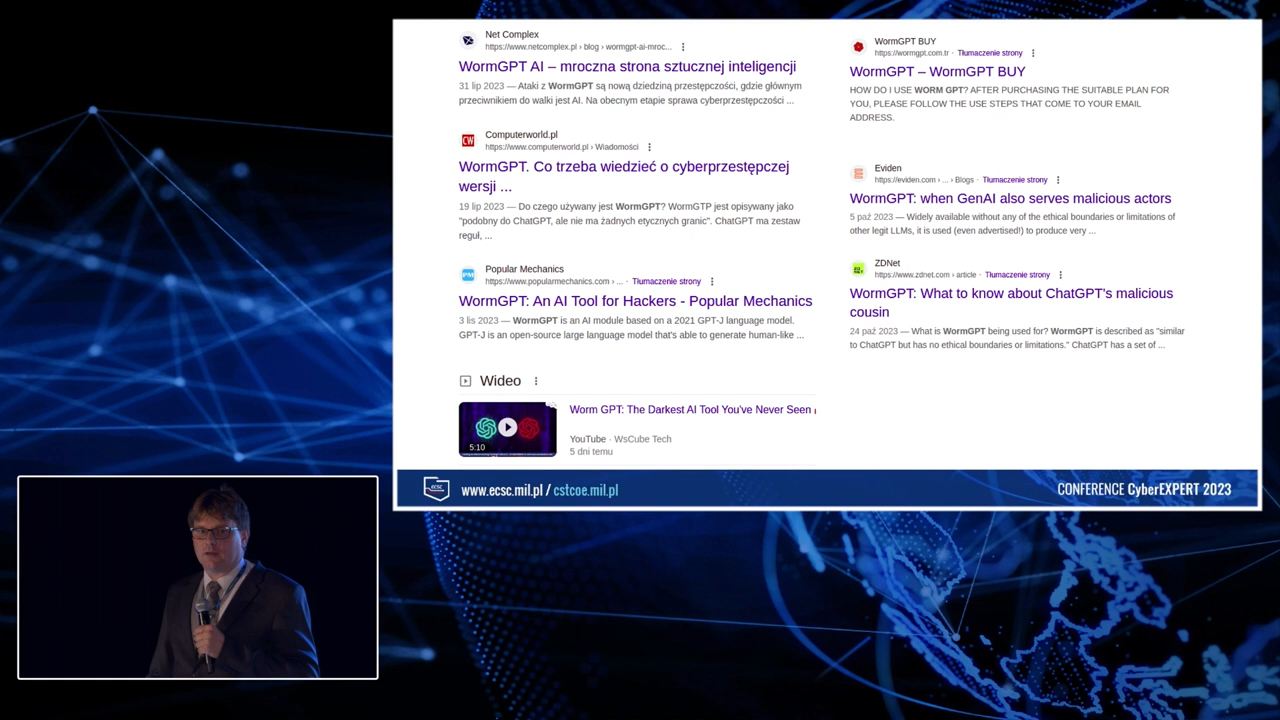 Net Complex
https://www.netcomplex.pl › blog › wormgpt-ai-mroc...
WormGPT AI – mroczna strona sztucznej inteligencji
31 lip 2023 — Ataki z WormGPT są nową dziedziną przestępczości, gdzie głównym
przeciwnikiem do walki jest AI. Na obecnym etapie sprawa cyberprzestępczości ...
CW
Computerworld.pl
https://www.computerworld.pl › Wiadomości
WormGPT. Co trzeba wiedzieć o cyberprzestępczej
wersji ...
19 lip 2023 — Do czego używany jest WormGPT? WormGTP jest opisywany jako
"podobny do ChatGPT, ale nie ma żadnych etycznych granic". ChatGPT ma zestaw
reguł, ...
PM
Popular Mechanics
https://www.popularmechanics.com › ... · Tłumaczenie strony
WormGPT: An AI Tool for Hackers - Popular Mechanics
3 lis 2023 — WormGPT is an AI module based on a 2021 GPT-J language model.
GPT-J is an open-source large language model that's able to generate human-like ...
Wideo
5:10
Worm GPT: The Darkest AI Tool You've Never Seen
YouTube · WsCube Tech
5 dni temu
WormGPT BUY
https://wormgpt.com.tr · Tłumaczenie strony
WormGPT – WormGPT BUY
HOW DO I USE WORM GPT? AFTER PURCHASING THE SUITABLE PLAN FOR
YOU, PLEASE FOLLOW THE USE STEPS THAT COME TO YOUR EMAIL
ADDRESS.
Eviden
https://eviden.com › ... › Blogs · Tłumaczenie strony
WormGPT: when GenAI also serves malicious actors
5 paź 2023 — Widely available without any of the ethical boundaries or limitations of
other legit LLMs, it is used (even advertised!) to produce very ...
ZDNet
https://www.zdnet.com › article · Tłumaczenie strony
WormGPT: What to know about ChatGPT's malicious
cousin
24 paź 2023 — What is WormGPT being used for? WormGPT is described as "similar
to ChatGPT but has no ethical boundaries or limitations." ChatGPT has a set of ...
ecsc
www.ecsc.mil.pl / cstcoe.mil.pl
CONFERENCE CyberEXPERT 2023